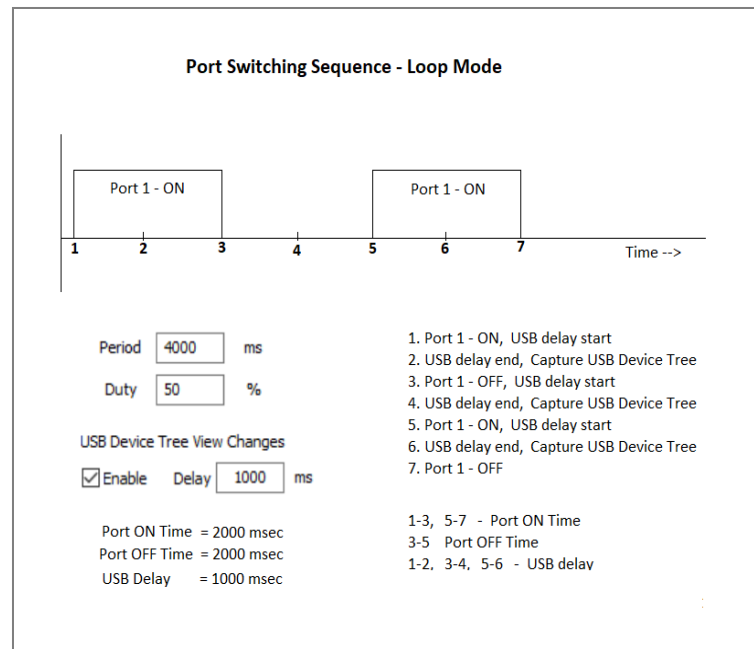 Port Switching Sequence - Loop Mode
Port 1 - ON
Port 1 - ON
1 2 3 4 5 6 7
Time -->
Period 4000 ms
Duty 50 %
USB Device Tree View Changes
Enable Delay 1000 ms
Port ON Time = 2000 msec
Port OFF Time = 2000 msec
USB Delay = 1000 msec
1. Port 1 - ON, USB delay start
2. USB delay end, Capture USB Device Tree
3. Port 1 - OFF, USB delay start
4. USB delay end, Capture USB Device Tree
5. Port 1 - ON, USB delay start
6. USB delay end, Capture USB Device Tree
7. Port 1 - OFF
1-3, 5-7 - Port ON Time
3-5 Port OFF Time
1-2, 3-4, 5-6 - USB delay